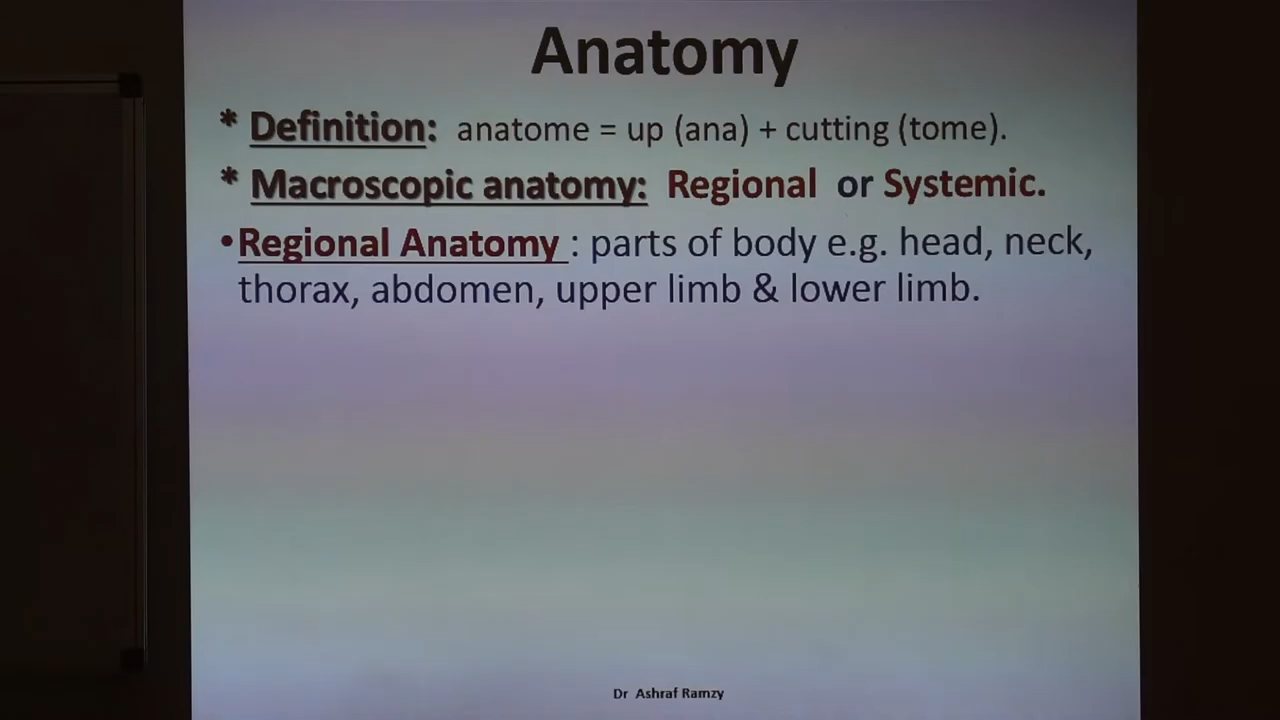 Anatomy
* Definition: anatome = up (ana) + cutting (tome).
* Macroscopic anatomy: Regional or Systemic.
•Regional Anatomy : parts of body e.g. head, neck,
thorax, abdomen, upper limb & lower limb.
Dr Ashraf Ramzy